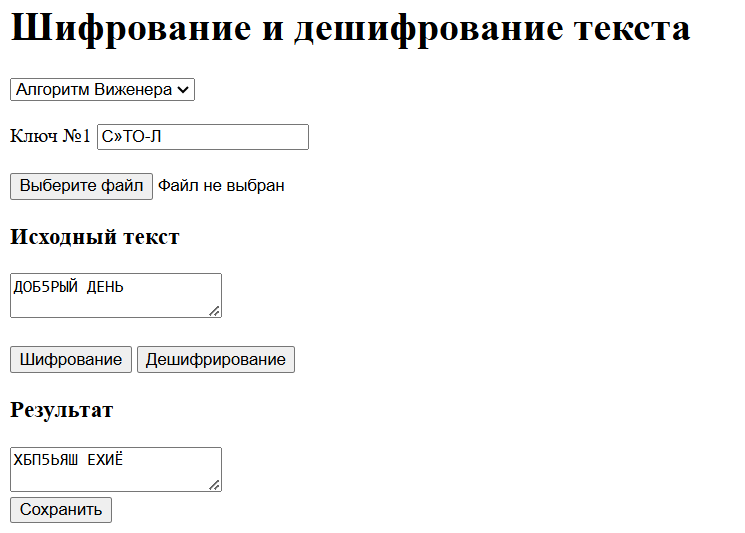 Шифрование и дешифрование текста
Алгоритм Виженера
Ключ №1 С»ТО-Л
Выберите файл Файл не выбран
Исходный текст
ДОБ5РЫЙ ДЕНЬ
Шифрование Дешифрирование
Результат
ХБП5ЬЯШ ЕХИЁ
Сохранить